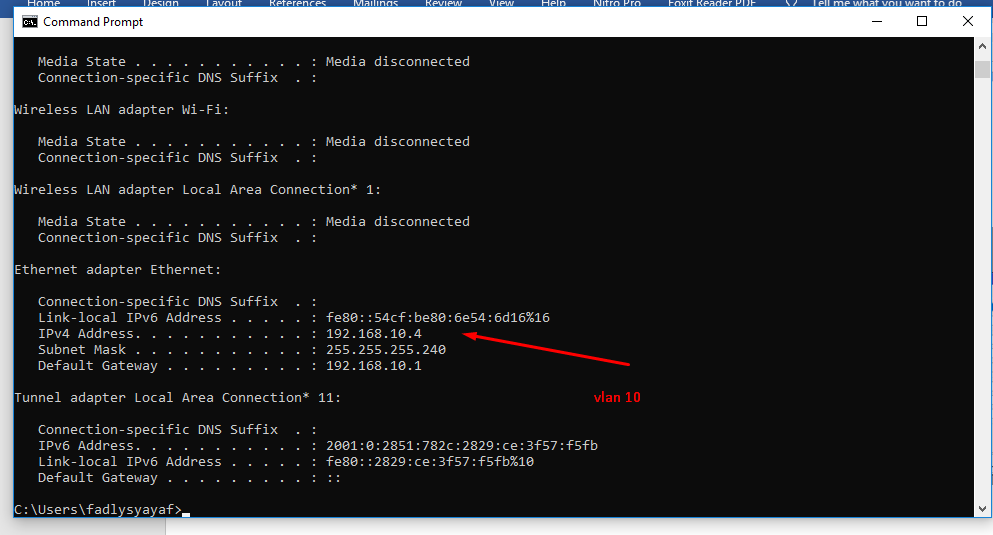 Home Insert Design Layout References Mailings Review View Help Nitro Pro Foxit Reader PDF Tell me what you want to do
Command Prompt
Media State . . . . . . . . . . . : Media disconnected
Connection-specific DNS Suffix  . :
Wireless LAN adapter Wi-Fi:
Media State . . . . . . . . . . . : Media disconnected
Connection-specific DNS Suffix  . :
Wireless LAN adapter Local Area Connection* 1:
Media State . . . . . . . . . . . : Media disconnected
Connection-specific DNS Suffix  . :
Ethernet adapter Ethernet:
Connection-specific DNS Suffix  . :
Link-local IPv6 Address . . . . . : fe80::54cf:be80:6e54:6d16%16
IPv4 Address. . . . . . . . . . . : 192.168.10.4
Subnet Mask . . . . . . . . . . . : 255.255.255.240
Default Gateway . . . . . . . . . : 192.168.10.1
Tunnel adapter Local Area Connection* 11:
vlan 10
Connection-specific DNS Suffix  . :
IPv6 Address. . . . . . . . . . . : 2001:0:2851:782c:2829:ce:3f57:f5fb
Link-local IPv6 Address . . . . . : fe80::2829:ce:3f57:f5fb%10
Default Gateway . . . . . . . . . : ::
C:\Users\fadlysyayaf>